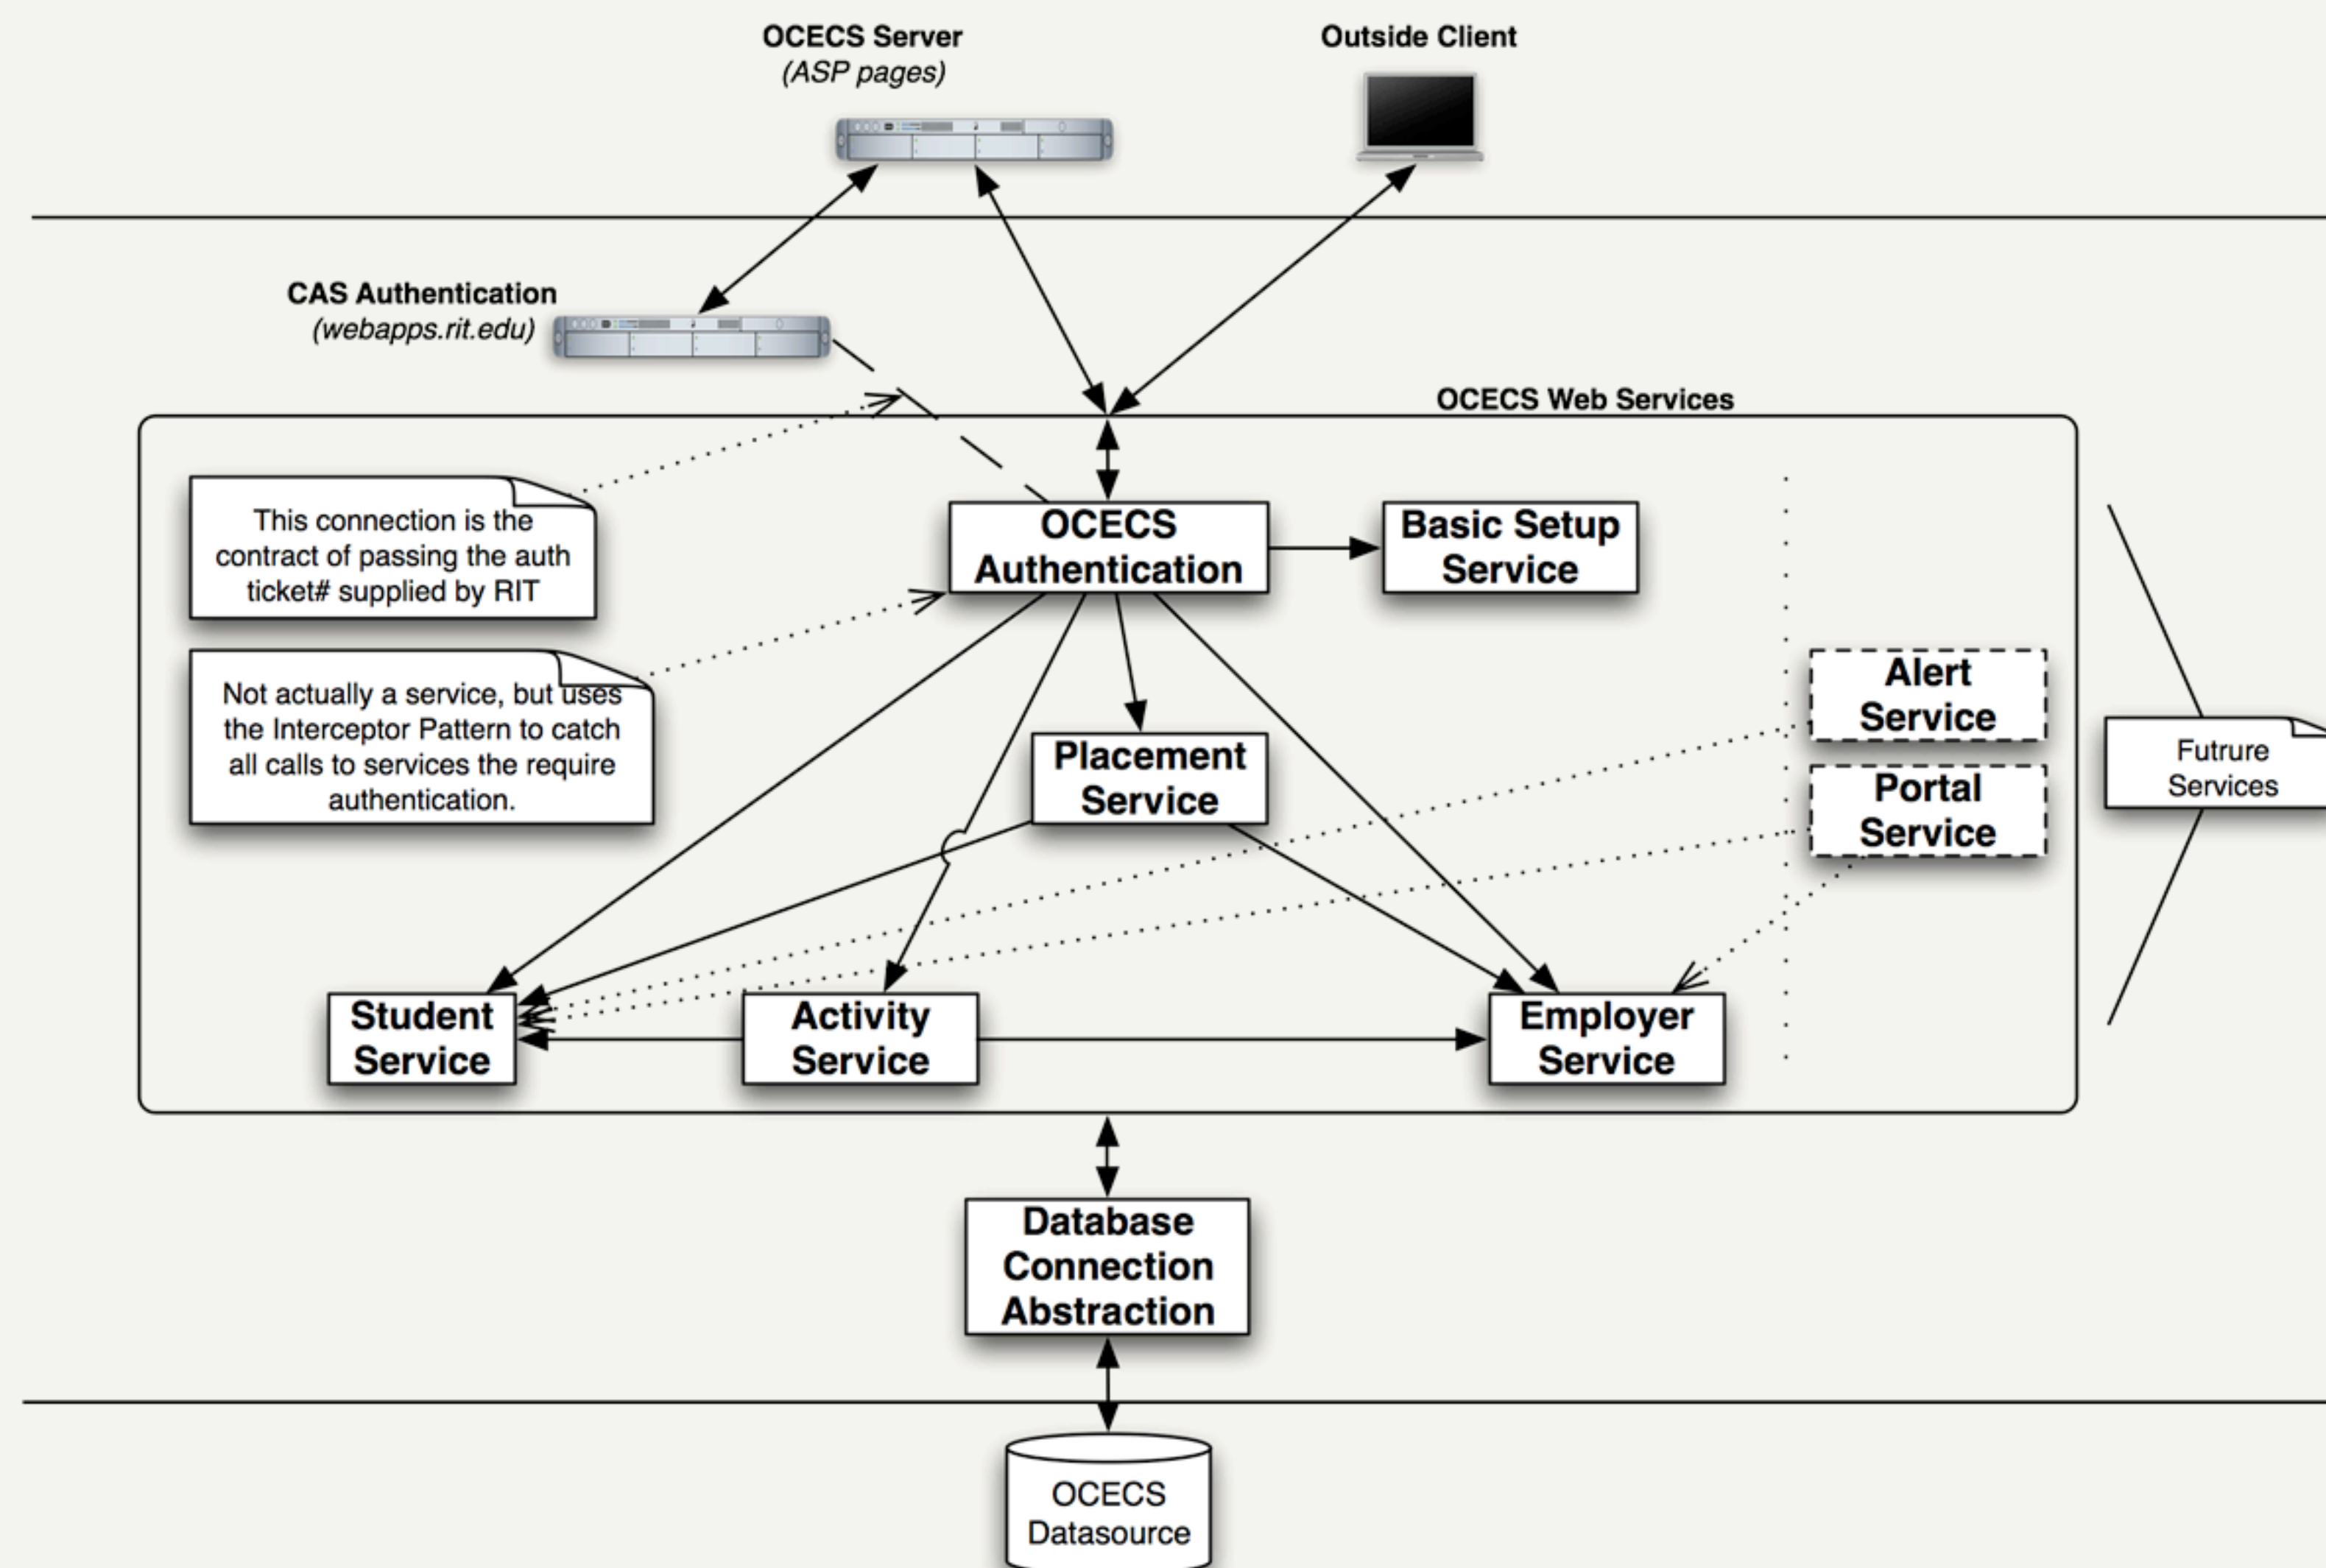 OCECS Server
(ASP pages)
Outside Client
CAS Authentication
(webapps.rit.edu)
OCECS Web Services
This connection is the
contract of passing the auth
ticket# supplied by RIT
OCECS
Authentication
Basic Setup
Service
Not actually a service, but uses
the Interceptor Pattern to catch
all calls to services the require
authentication.
Alert
Service
Placement
Service
Portal
Service
Futrure
Services
Student
Service
Activity
Service
Employer
Service
Database
Connection
Abstraction
OCECS
Datasource